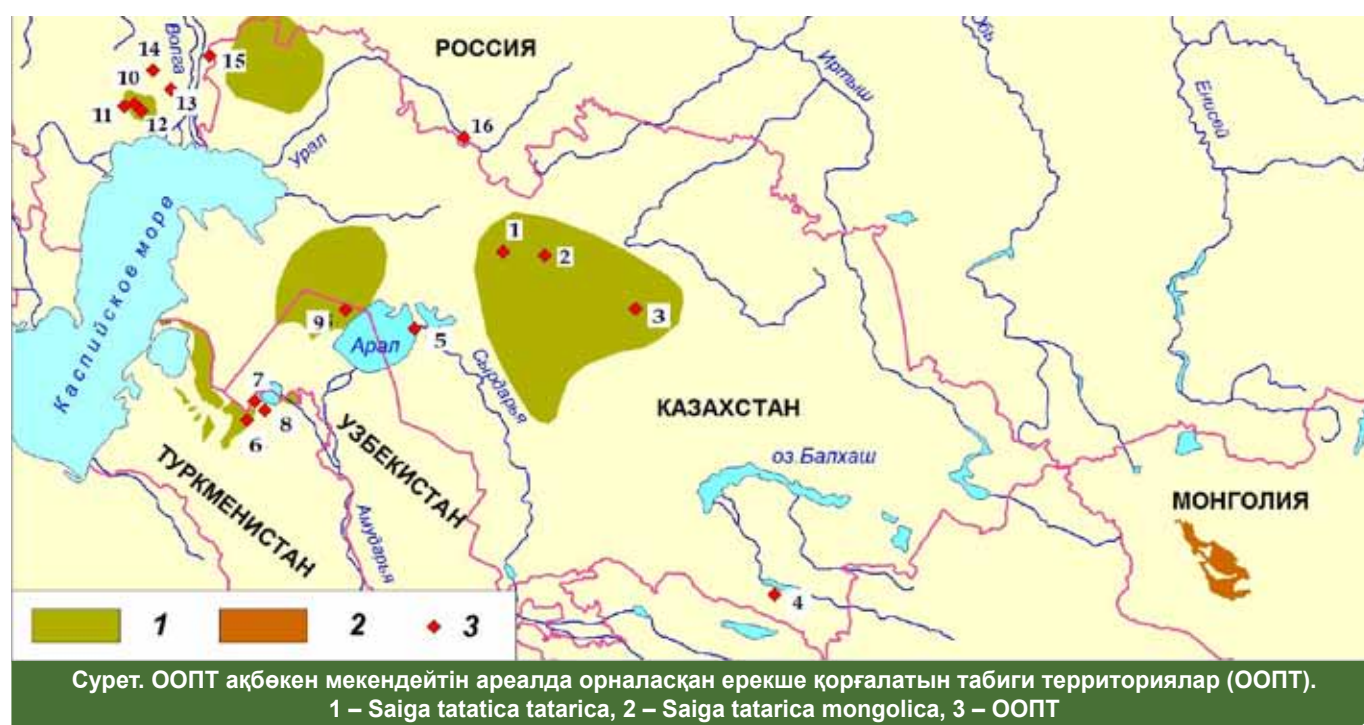 РОССИЯ
Волга
Обь
Иртыш
Енисей
14
15
10
13
11
12
16
Урал
Каспийское море
1
2
3
9
5
Арал
Сырдарья
7
8
6
КАЗАХСТАН
УЗБЕКИСТАН
ТУРКМЕНИСТАН
оз.Балхаш
МОНГОЛИЯ
Амударья
4
1 2 3
Сурет. ООПТ ақбөкен мекендейтін ареалда орналасқан ерекше қорғалатын табиги территориялар (ООПТ).
1 – Saiga tatatica tatarica, 2 – Saiga tatarica mongolica, 3 – ООПТ